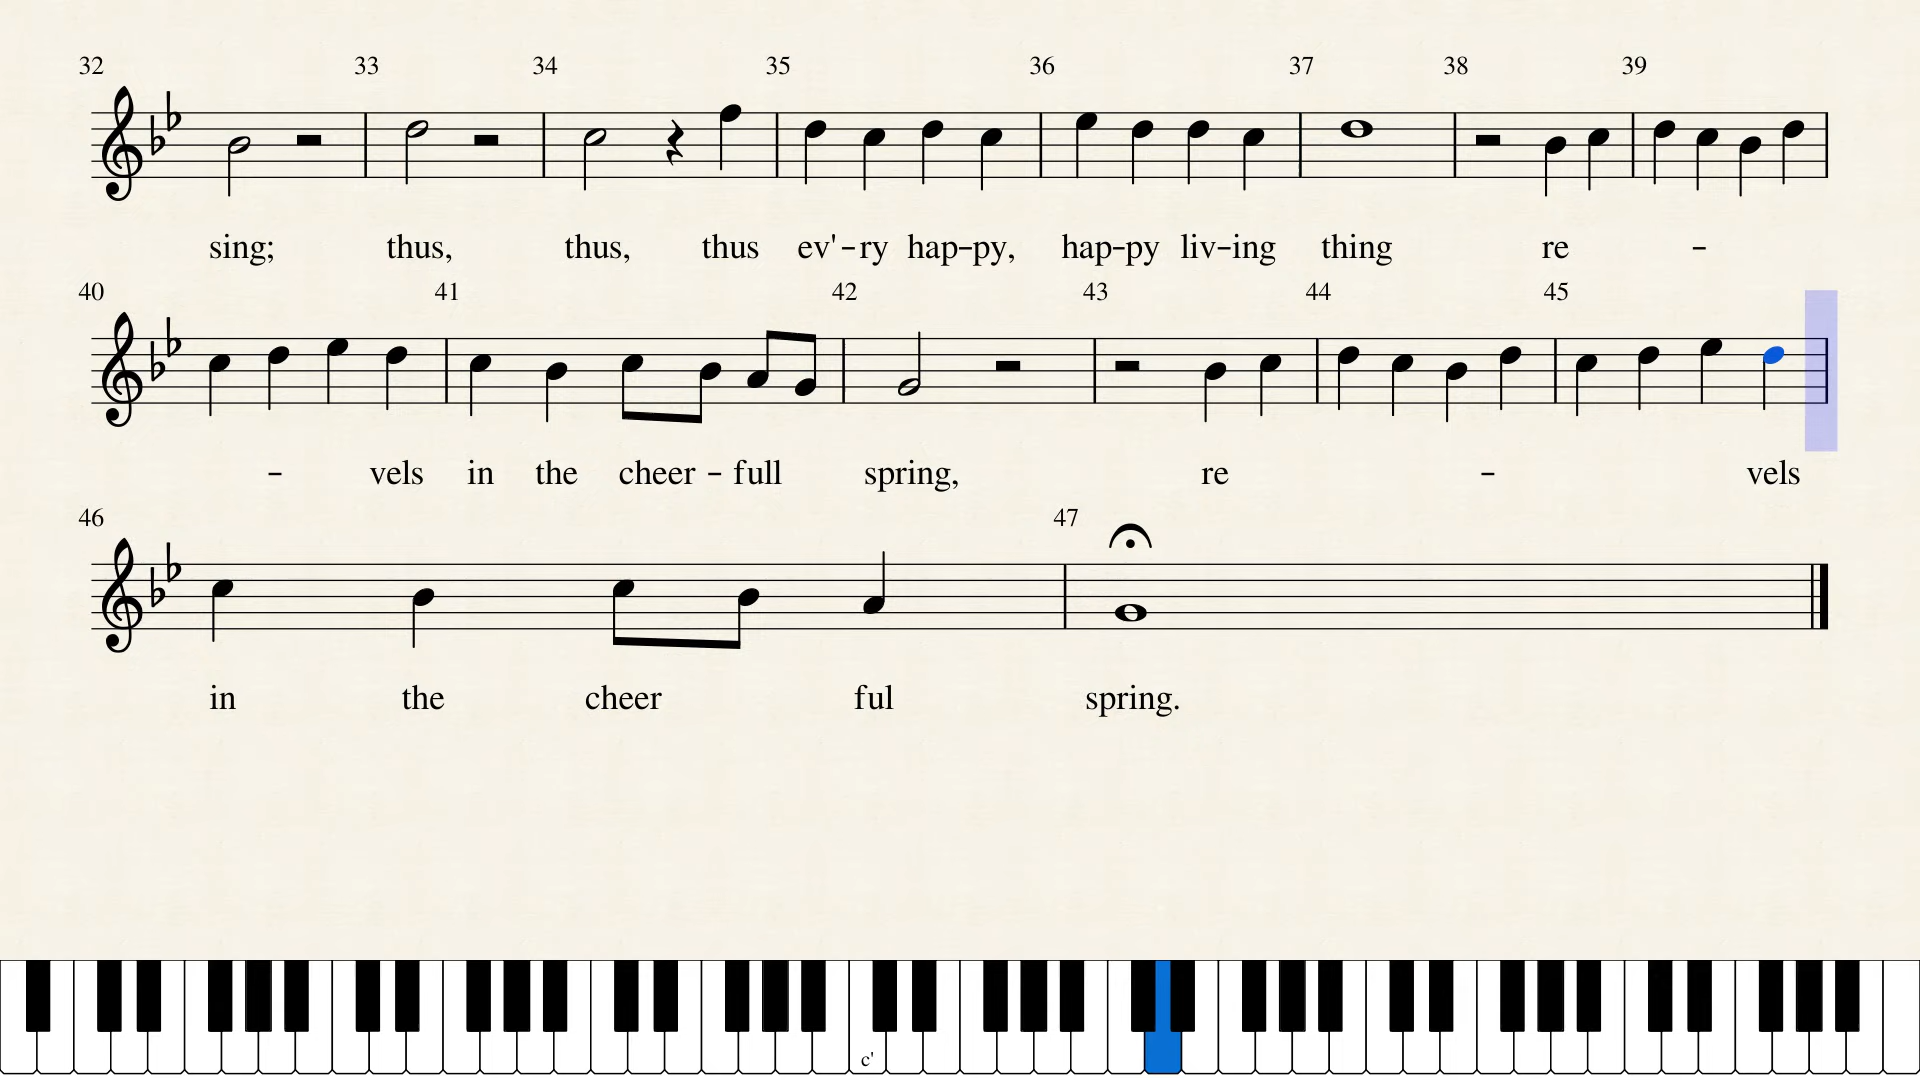 32 33 34 35 36 37 38 39
sing; thus, thus, thus ev'-ry hap-py, hap-py liv-ing thing re -
40 41 42 43 44 45
- vels in the cheer - full spring, re - vels
46 47
in the cheer ful spring.
c'